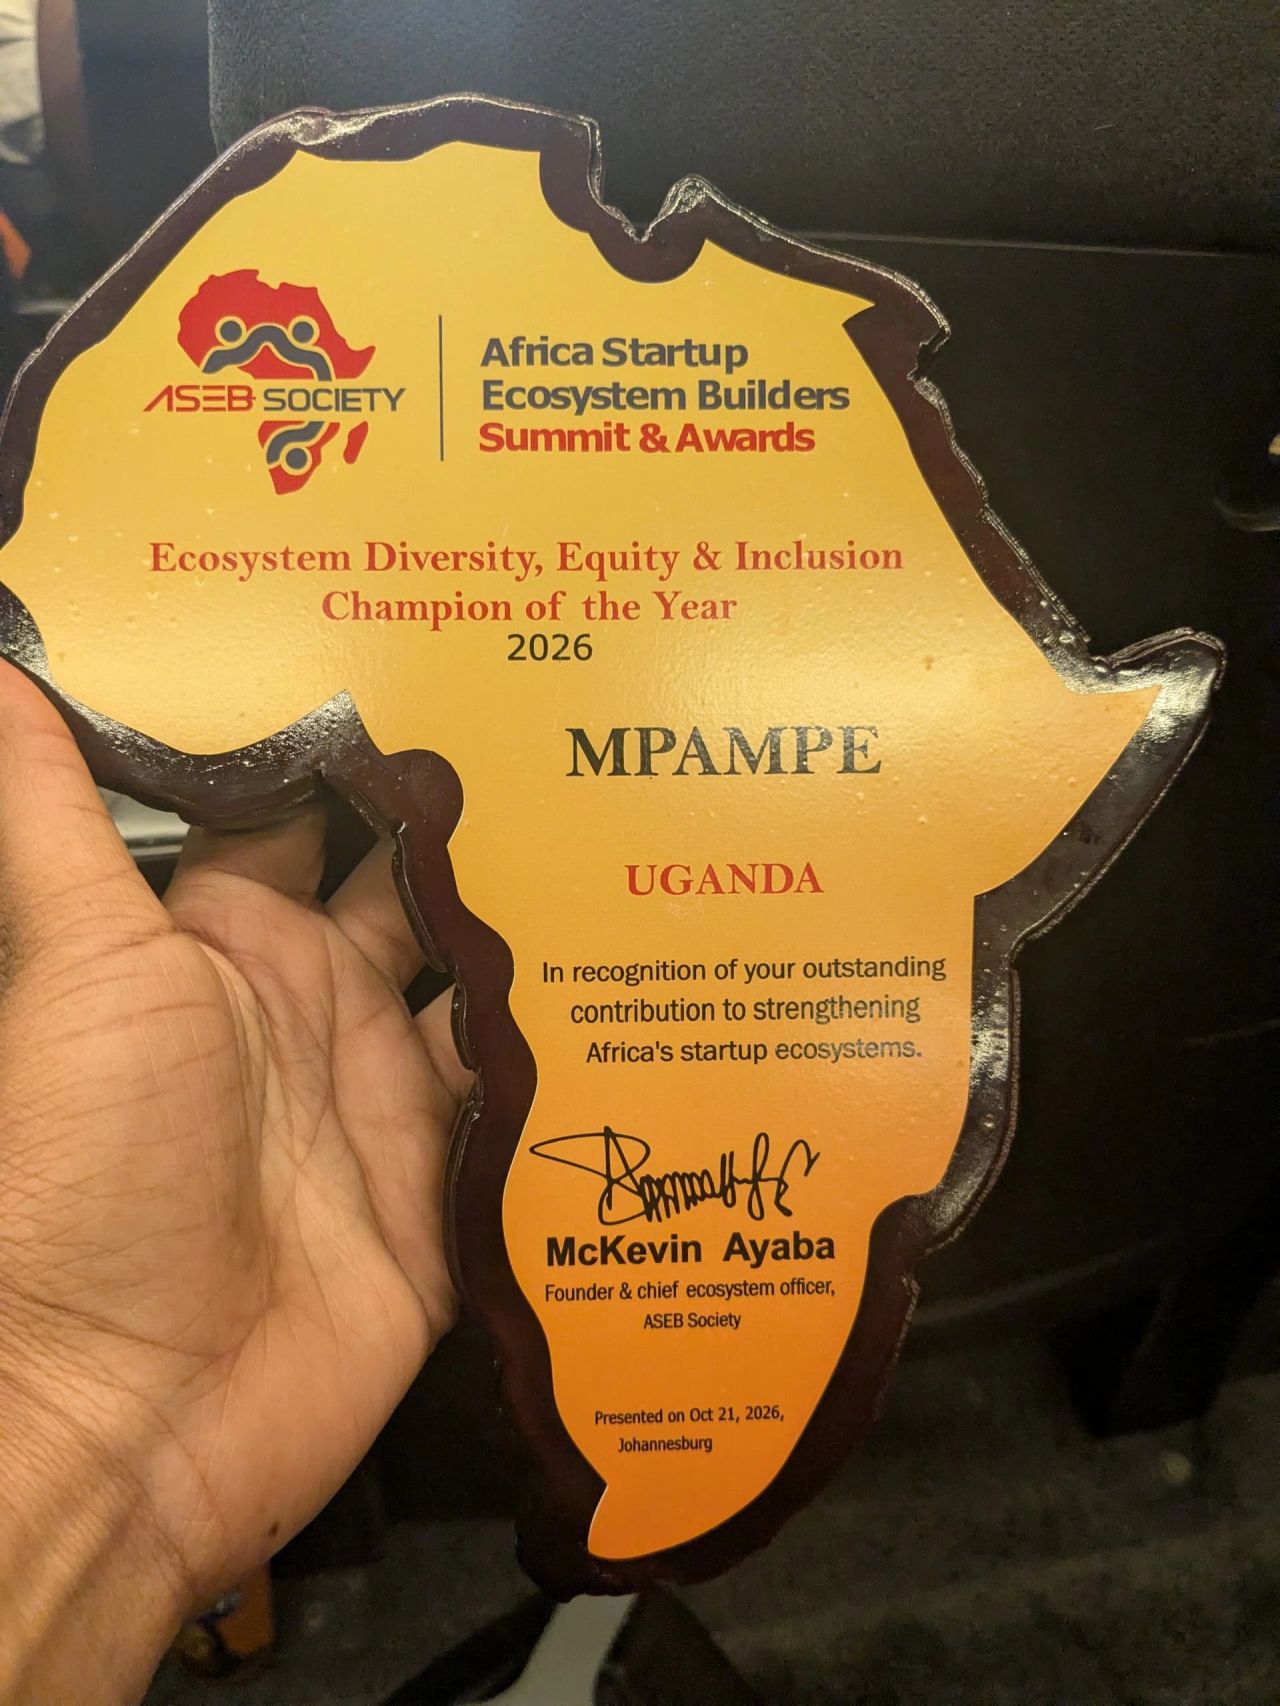 ASEB SOCIETY
Africa Startup
Ecosystem Builders
Summit & Awards
Ecosystem Diversity, Equity & Inclusion
Champion of the Year
2026
MPAMPE
UGANDA
In recognition of your outstanding
contribution to strengthening
Africa's startup ecosystems.
McKevin Ayaba
Founder & chief ecosystem officer,
ASEB Society
Presented on Oct 21, 2026,
Johannesburg